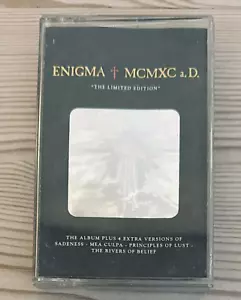 ENIGMA † MCMXC a.D.
"THE LIMITED EDITION"
THE ALBUM PLUS 4 EXTRA VERSIONS OF
SADENESS - MEA CULPA - PRINCIPLES OF LUST -
THE RIVERS OF BELIEF